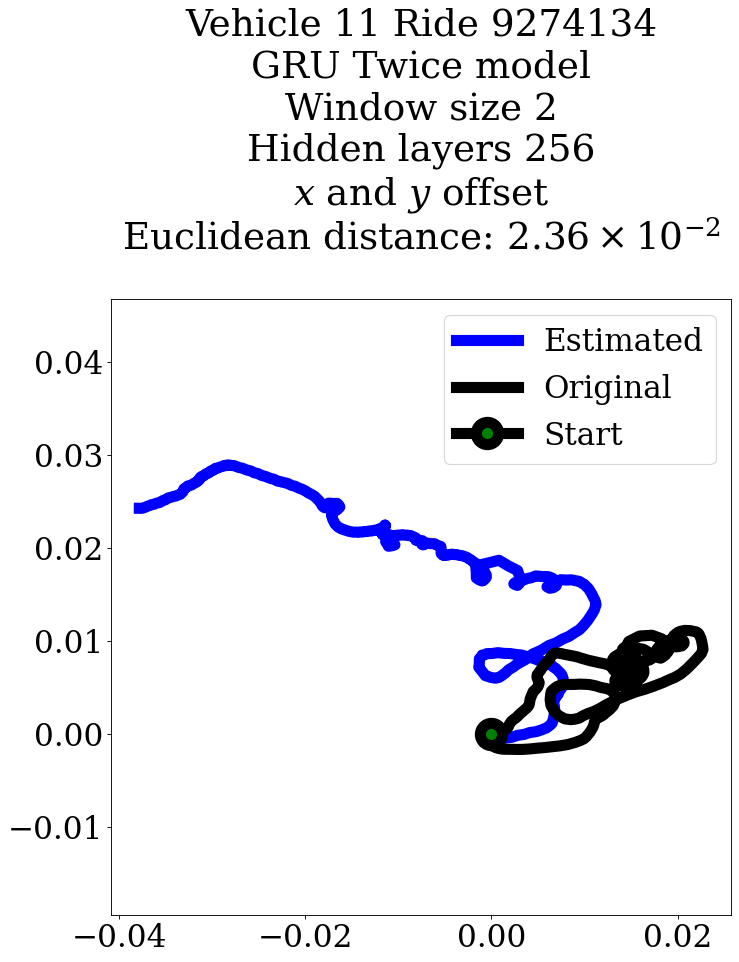 Vehicle 11 Ride 9274134
GRU Twice model
Window size 2
Hidden layers 256
x and y offset
Euclidean distance: 2.36 × 10⁻²
Estimated
Original
Start
0.04
0.03
0.02
0.01
0.00
−0.01
−0.04
−0.02
0.00
0.02